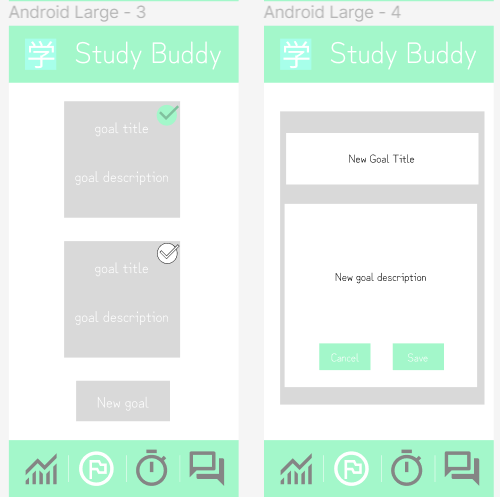 Android Large - 3
学 Study Buddy
goal title
goal description
goal title
goal description
New goal
Android Large - 4
学 Study Buddy
New Goal Title
New goal description
Cancel
Save